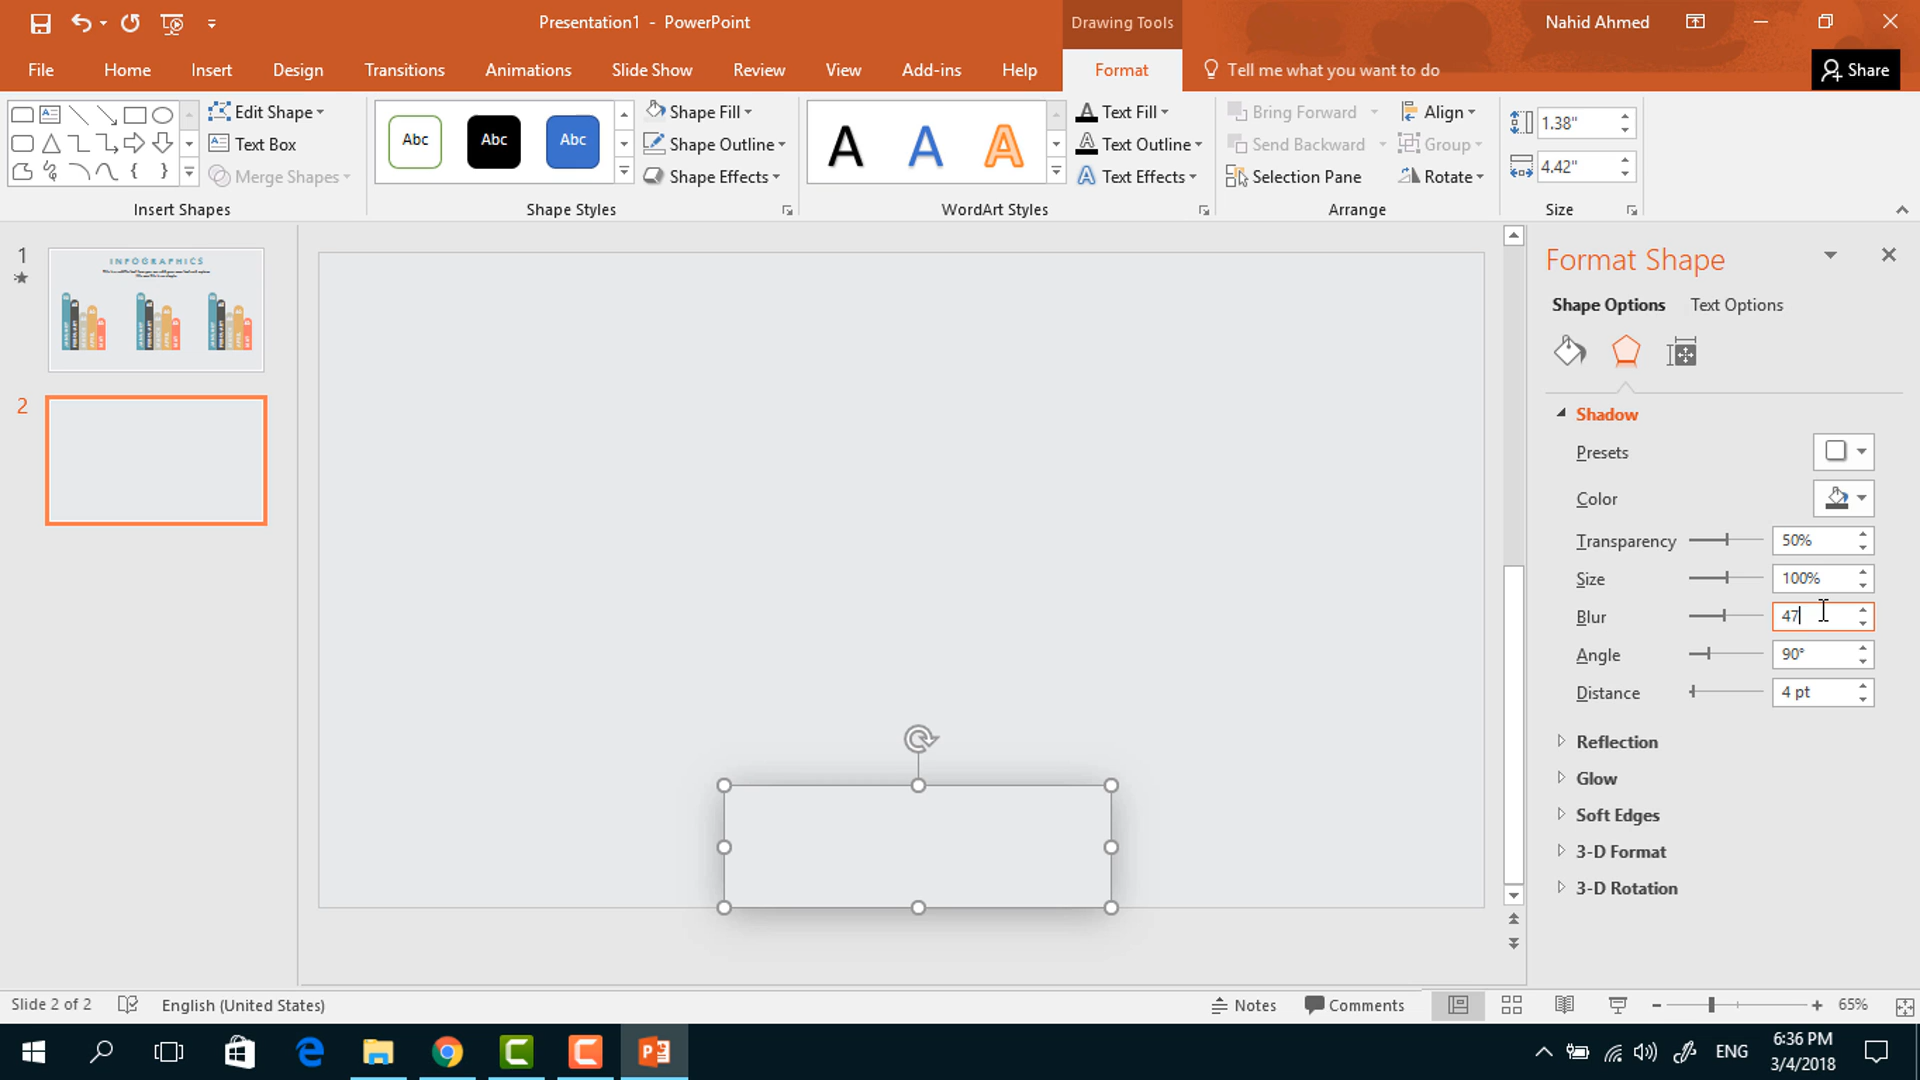 Presentation1 - PowerPoint
Drawing Tools
Nahid Ahmed
File Home Insert Design Transitions Animations Slide Show Review View Add-ins Help Format Tell me what you want to do Share
Edit Shape
Text Box
Merge Shapes
Insert Shapes
Abc Abc Abc
Shape Fill
Shape Outline
Shape Effects
Shape Styles
A A A
Text Fill
Text Outline
Text Effects
WordArt Styles
Bring Forward
Send Backward
Selection Pane
Align
Group
Rotate
Arrange
1.38"
4.42"
Size
1
INFOGRAPHICS
2
Format Shape
Shape Options Text Options
Shadow
Presets
Color
Transparency 50%
Size 100%
Blur 47
Angle 90°
Distance 4 pt
Reflection
Glow
Soft Edges
3-D Format
3-D Rotation
Slide 2 of 2 English (United States) Notes Comments 65%
ENG
6:36 PM
3/4/2018